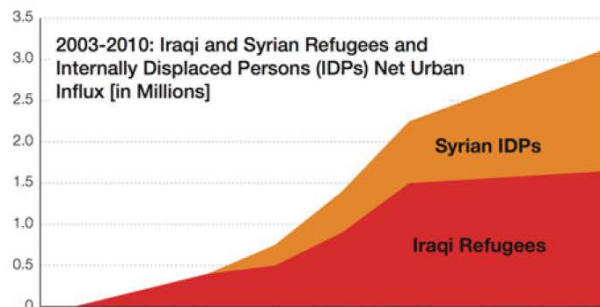 3.5
2003-2010: Iraqi and Syrian Refugees and
3.0
Internally Displaced Persons (IDPs) Net Urban
Influx [in Millions]
2.5
2.0
Syrian IDPs
1.5
1.0
Iraqi Refugees
0.5
0